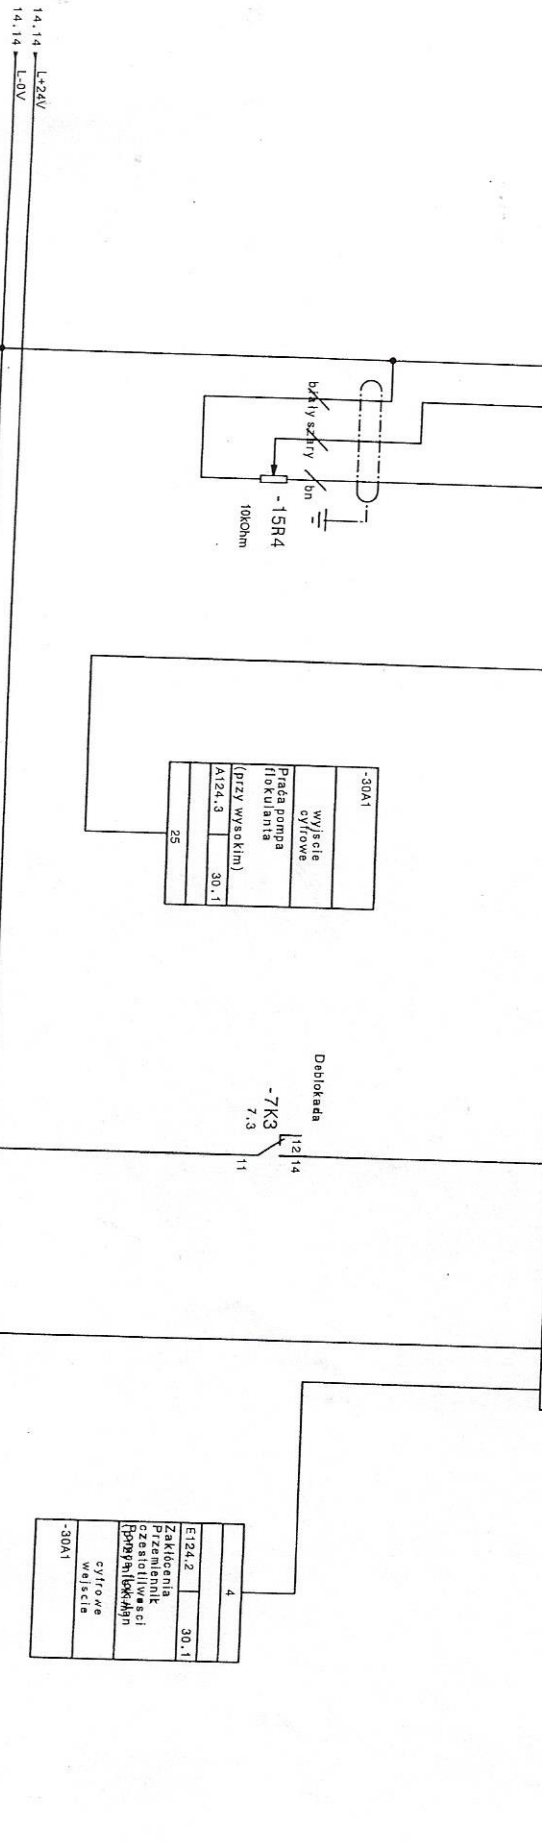 14.14 L+24V
14.14 L-0V
biały
szary
bn
-15R4
10kOhm
-30A1
wyjscie
cyfrowe
Praca pompa
flokulanta
(przy wysokim)
A124.3 30.1
25
Deblokada
-7K3
7.3
12 14
11
4
E124.2 30.1
Zakłócenia
Przemiennik
czestotliwosci
cyfrowe
wejscie
-30A1